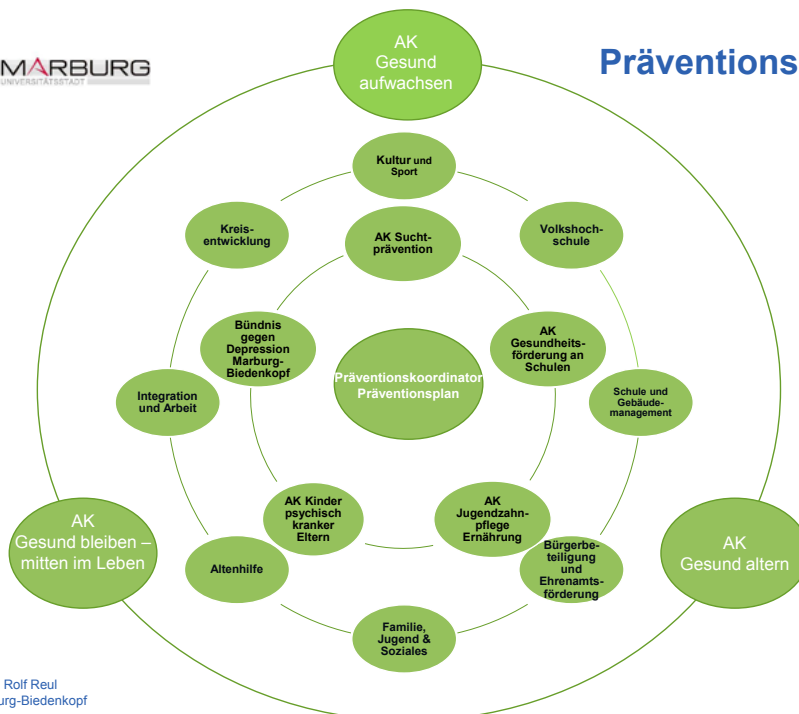 MARBURG
UNIVERSITÄTSSTADT
Präventions
AK
Gesund
aufwachsen
Kultur und
Sport
Kreis-
entwicklung
AK Sucht-
prävention
Volkshoch-
schule
Bündnis
gegen
Depression
Marburg-
Biedenkopf
AK
Gesundheits-
förderung an
Schulen
Präventionskoordinator
Präventionsplan
Integration
und Arbeit
Schule und
Gebäude-
management
AK Kinder
psychisch
kranker
Eltern
AK
Jugendzahn-
pflege
Ernährung
AK
Gesund bleiben –
mitten im Leben
AK
Gesund altern
Altenhilfe
Bürgerbe-
teiligung
und
Ehrenamts-
förderung
Familie,
Jugend &
Soziales
Rolf Reul
urg-Biedenkopf